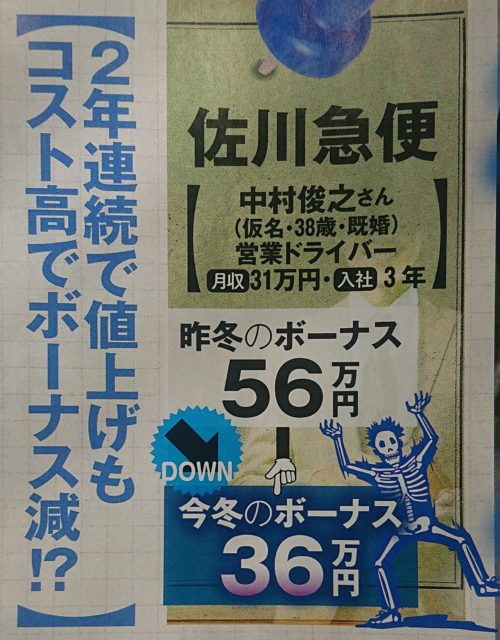 【2年連続で値上げも
コスト高でボーナス減!?】
佐川急便
【中村俊之さん
(仮名・38歳・既婚)
営業ドライバー
月収31万円・入社3年】
昨冬のボーナス
56万円
DOWN
今冬のボーナス
36万円